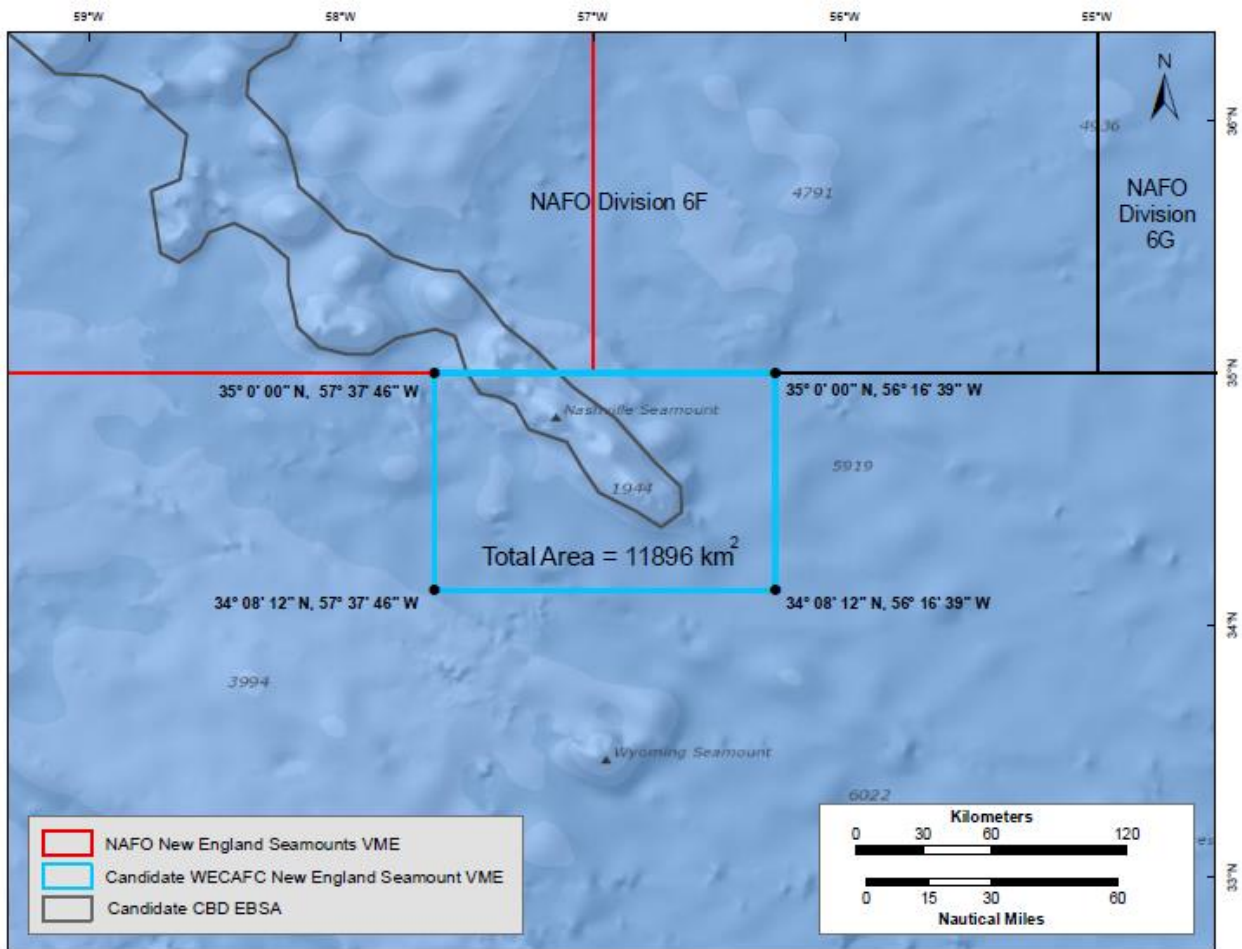 59°W
58°W
57°W
56°W
55°W
N
36°N
4936
NAFO
Division
6G
4791
NAFO Division 6F
35°N
35° 0' 00" N, 57° 37' 46" W
35° 0' 00" N, 56° 16' 39" W
Nashville Seamount
5919
1944
Total Area = 11896 km2
34° 08' 12" N, 57° 37' 46" W
34° 08' 12" N, 56° 16' 39" W
34°N
3994
Wyoming Seamount
6022
NAFO New England Seamounts VME
Candidate WECAFC New England Seamount VME
Candidate CBD EBSA
Kilometers
0 30 60 120
0 15 30 60
Nautical Miles
33°N